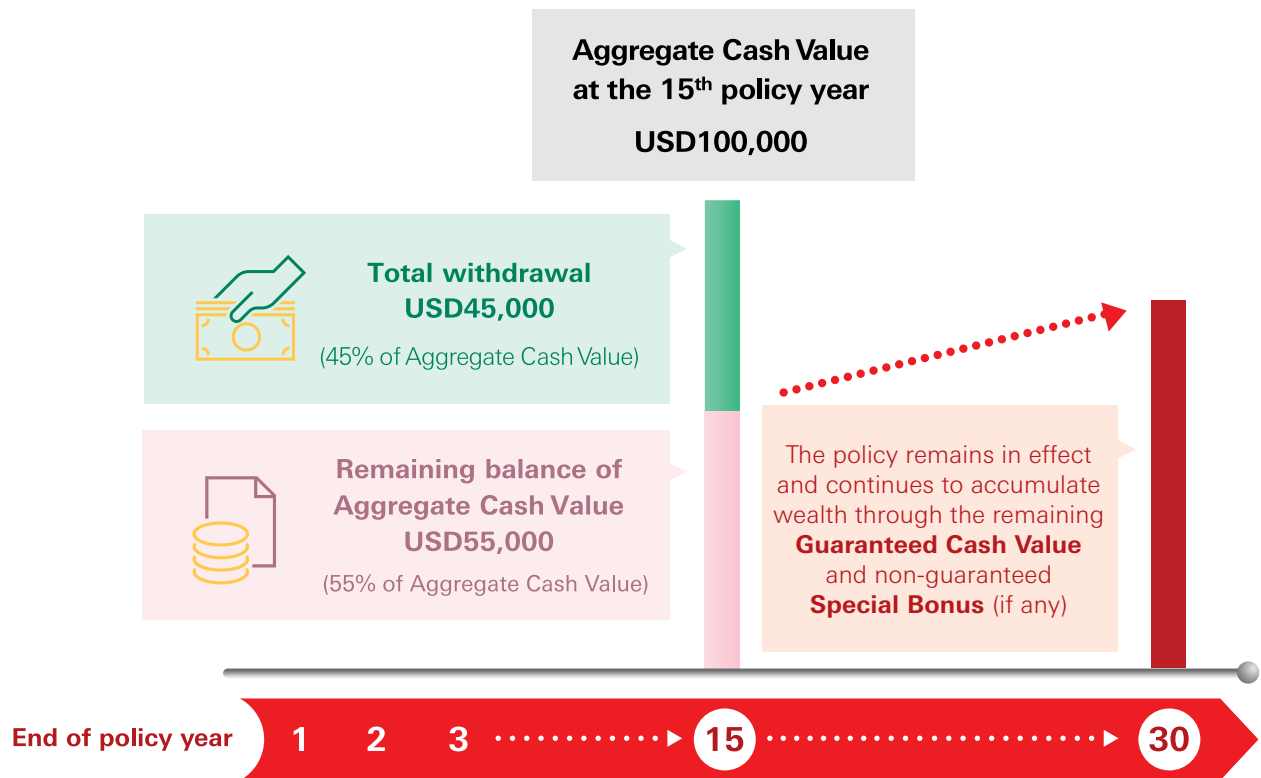 Aggregate Cash Value
at the 15th policy year
USD100,000
Total withdrawal
USD45,000
(45% of Aggregate Cash Value)
Remaining balance of
Aggregate Cash Value
USD55,000
(55% of Aggregate Cash Value)
The policy remains in effect
and continues to accumulate
wealth through the remaining
Guaranteed Cash Value
and non-guaranteed
Special Bonus (if any)
End of policy year 1 2 3 15 30